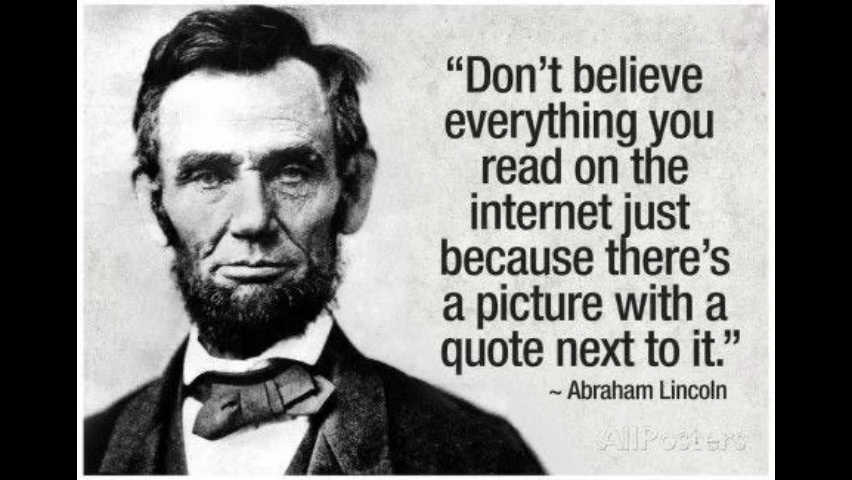 “Don’t believe
everything you
read on the
internet just
because there’s
a picture with a
quote next to it.”
~ Abraham Lincoln
AllPosters